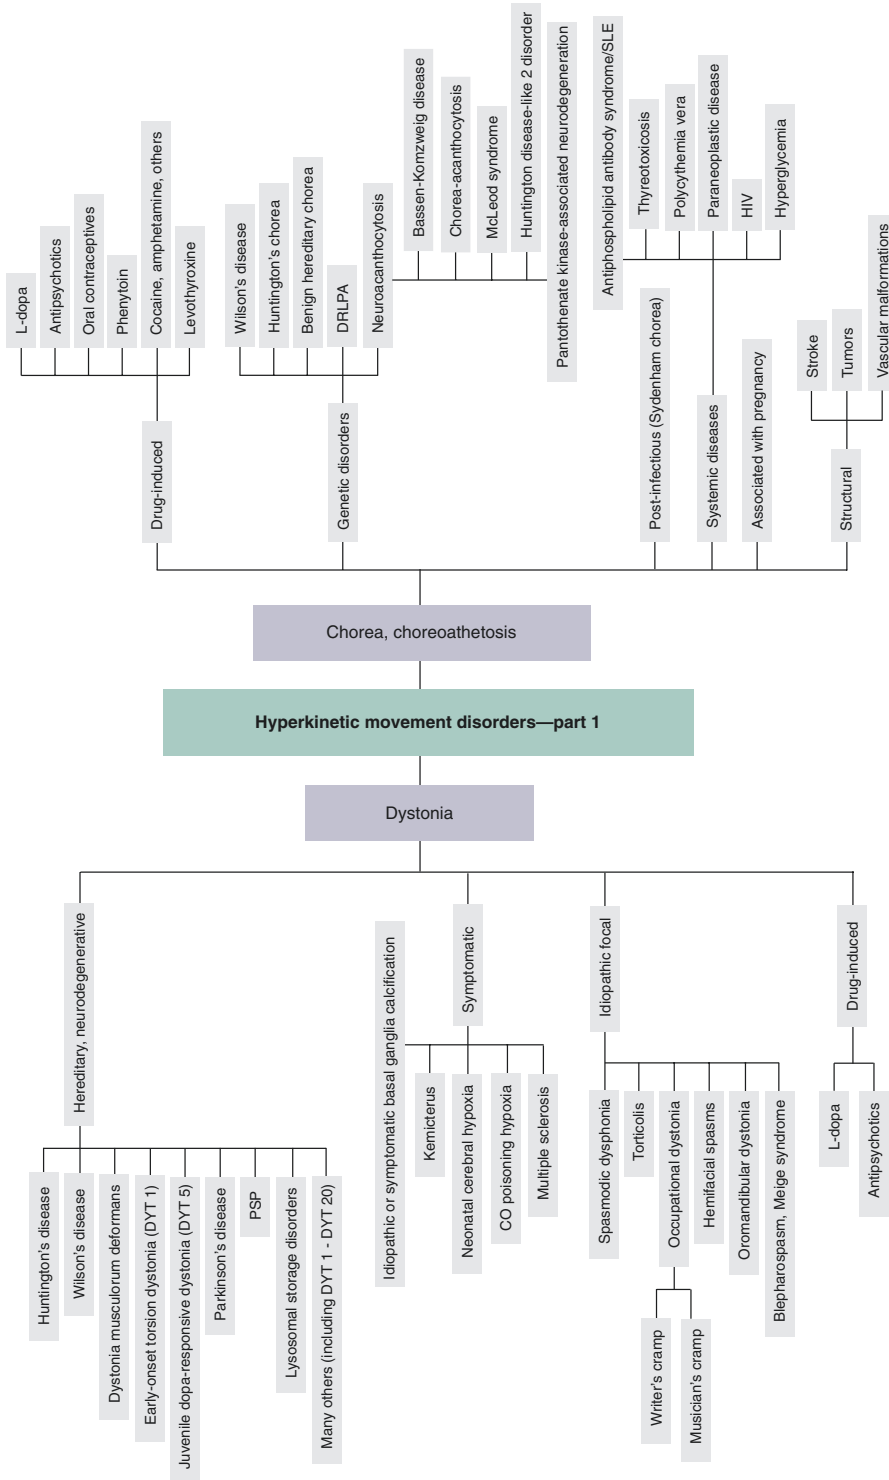 Hyperkinetic movement disorders—part 1
Chorea, choreoathetosis
Drug-induced
L-dopa
Antipsychotics
Oral contraceptives
Phenytoin
Cocaine, amphetamine, others
Levothyroxine
Genetic disorders
Wilson's disease
Huntington's chorea
Benign hereditary chorea
DRLPA
Neuroacanthocytosis
Bassen-Komzweig disease
Chorea-acanthocytosis
McLeod syndrome
Huntington disease-like 2 disorder
Pantothenate kinase-associated neurodegeneration
Post-infectious (Sydenham chorea)
Systemic diseases
Antiphospholipid antibody syndrome/SLE
Thyreotoxicosis
Polycythemia vera
Paraneoplastic disease
HIV
Hyperglycemia
Associated with pregnancy
Structural
Stroke
Tumors
Vascular malformations
Dystonia
Hereditary, neurodegenerative
Huntington's disease
Wilson's disease
Dystonia musculorum deformans
Early-onset torsion dystonia (DYT 1)
Juvenile dopa-responsive dystonia (DYT 5)
Parkinson's disease
PSP
Lysosomal storage disorders
Many others (including DYT 1 - DYT 20)
Symptomatic
Idiopathic or symptomatic basal ganglia calcification
Kemicterus
Neonatal cerebral hypoxia
CO poisoning hypoxia
Multiple sclerosis
Idiopathic focal
Spasmodic dysphonia
Torticolis
Occupational dystonia
Writer's cramp
Musician's cramp
Hemifacial spasms
Oromandibular dystonia
Blepharospasm, Meige syndrome
Drug-induced
L-dopa
Antipsychotics